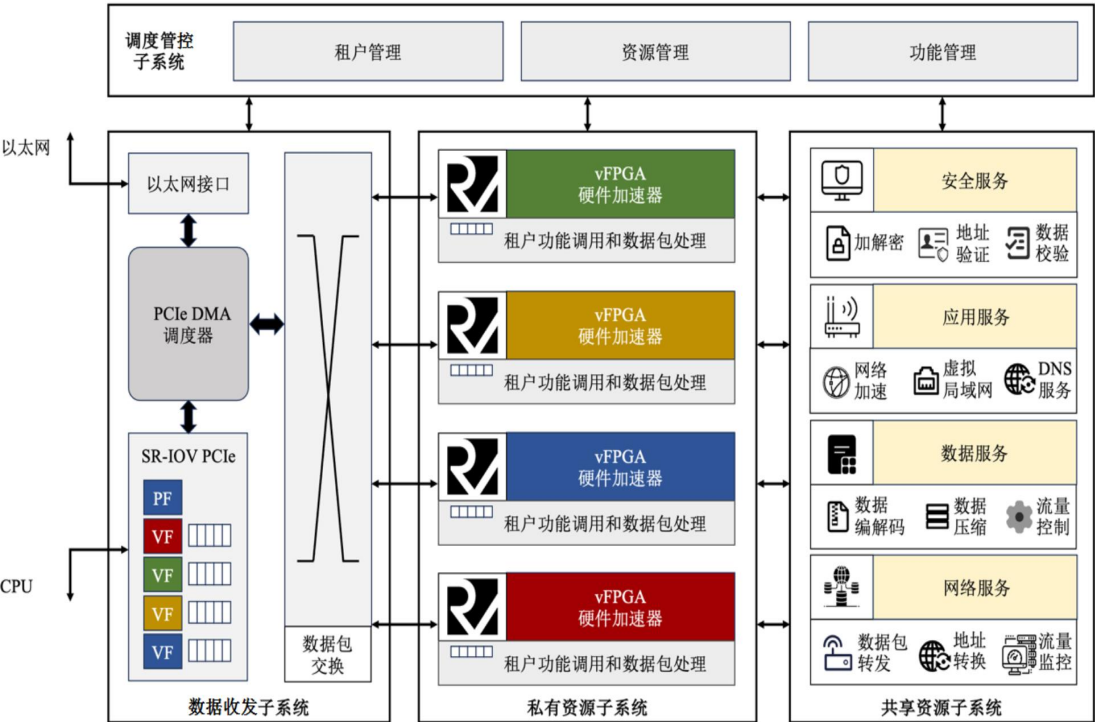 调度管控
子系统
租户管理
资源管理
功能管理
以太网
以太网接口
PCIe DMA
调度器
SR-IOV PCIe
PF
VF
VF
VF
VF
CPU
数据包
交换
数据收发子系统
vFPGA
硬件加速器
租户功能调用和数据包处理
vFPGA
硬件加速器
租户功能调用和数据包处理
vFPGA
硬件加速器
租户功能调用和数据包处理
vFPGA
硬件加速器
租户功能调用和数据包处理
私有资源子系统
安全服务
加解密
地址
验证
数据
校验
应用服务
网络
加速
虚拟
局域网
DNS
服务
数据服务
数据
编解码
数据
压缩
流量
控制
网络服务
数据包
转发
地址
转换
流量
监控
共享资源子系统